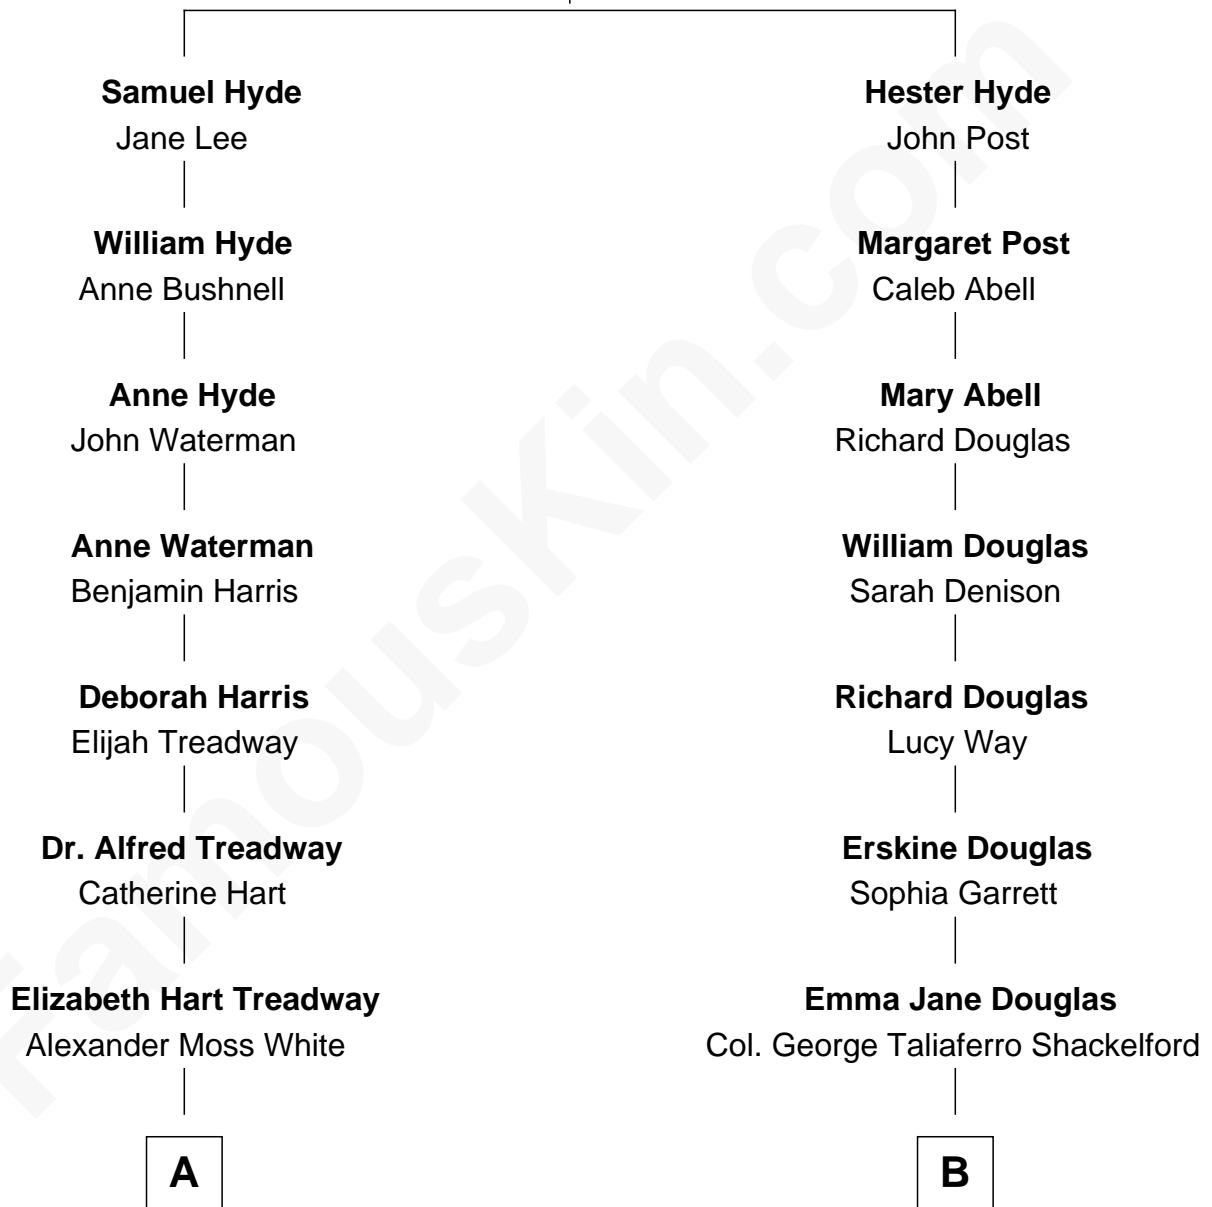 Samuel Hyde
Jane Lee
William Hyde
Anne Bushnell
Anne Hyde
John Waterman
Anne Waterman
Benjamin Harris
Deborah Harris
Elijah Treadway
Dr. Alfred Treadway
Catherine Hart
Elizabeth Hart Treadway
Alexander Moss White
A
Hester Hyde
John Post
Margaret Post
Caleb Abell
Mary Abell
Richard Douglas
William Douglas
Sarah Denison
Richard Douglas
Lucy Way
Erskine Douglas
Sophia Garrett
Emma Jane Douglas
Col. George Taliaferro Shackelford
B
FamousKin.com